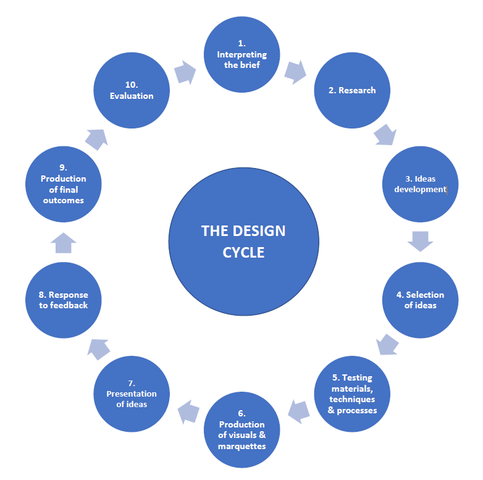 1.
Interpreting
the brief
2. Research
3. Ideas
development
4. Selection
of ideas
5. Testing
materials,
techniques
& processes
6.
Production
of visuals &
marquettes
7.
Presentation
of ideas
8. Response
to feedback
9.
Production
of final
outcomes
10.
Evaluation
THE DESIGN
CYCLE